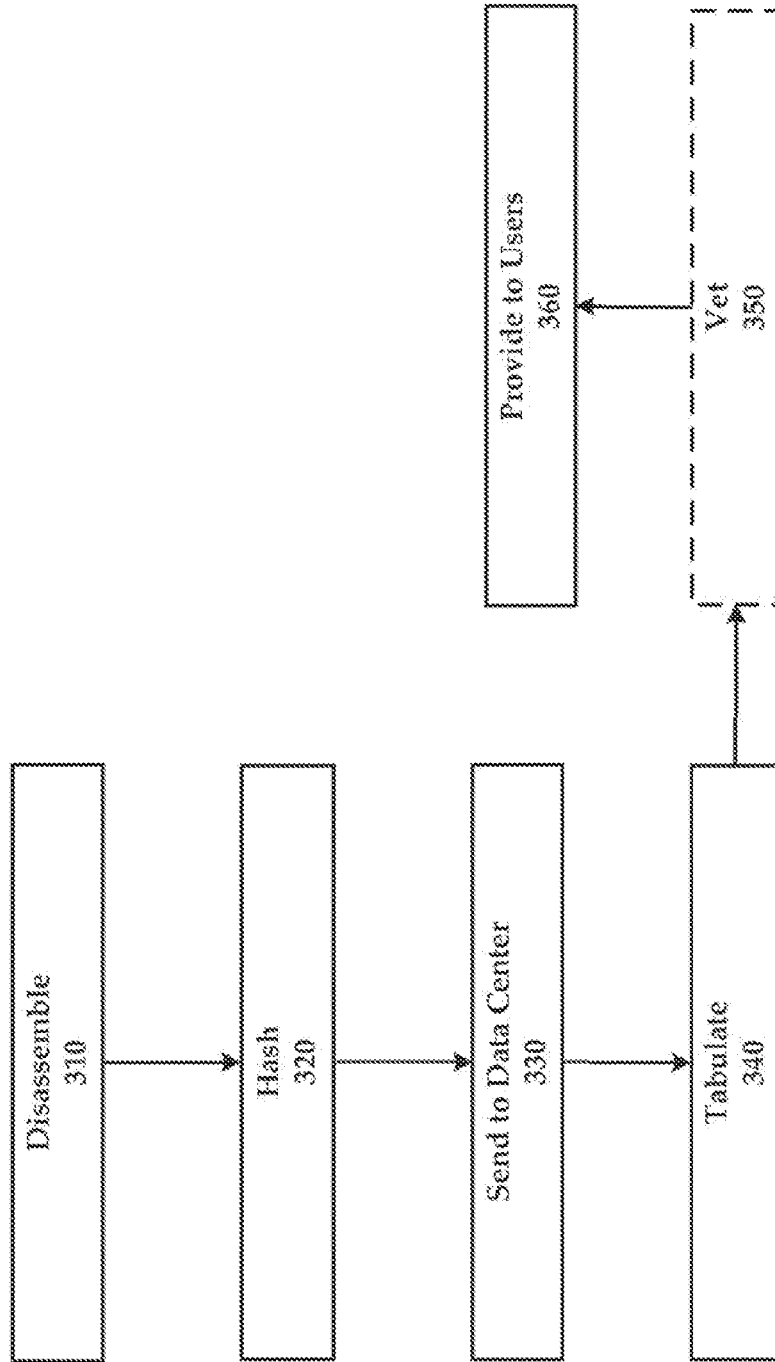 Disassemble
310
Hash
320
Send to Data Center
330
Tabulate
340
Vet
350
Provide to Users
360